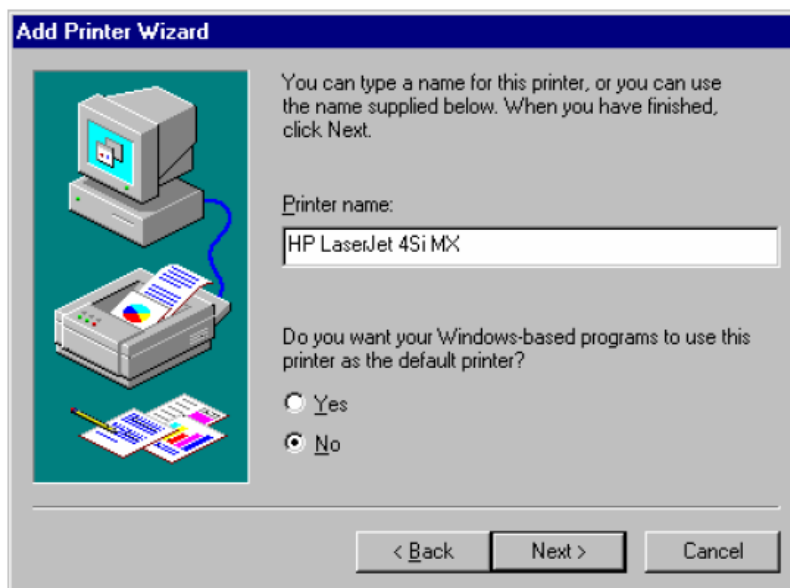 Add Printer Wizard
You can type a name for this printer, or you can use
the name supplied below. When you have finished,
click Next.
Printer name:
HP LaserJet 4Si MX
Do you want your Windows-based programs to use this
printer as the default printer?
Yes
No
< Back Next > Cancel